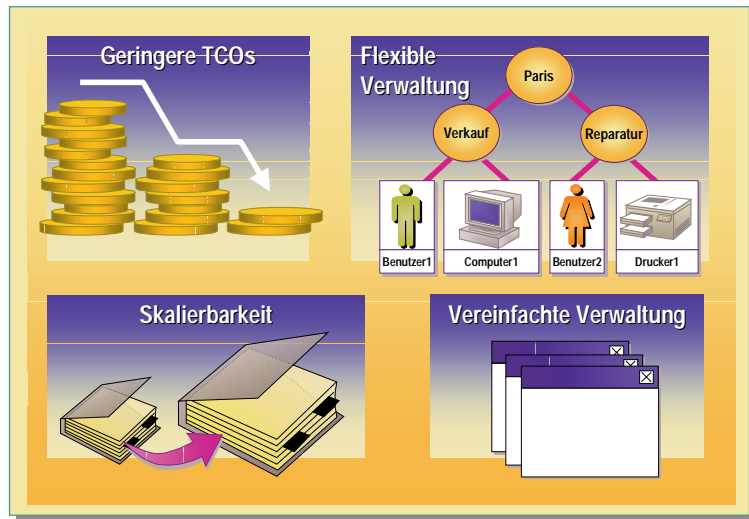 Geringere TCOs
Flexible
Verwaltung
Paris
Verkauf
Reparatur
Benutzer1
Computer1
Benutzer2
Drucker1
Skalierbarkeit
Vereinfachte Verwaltung